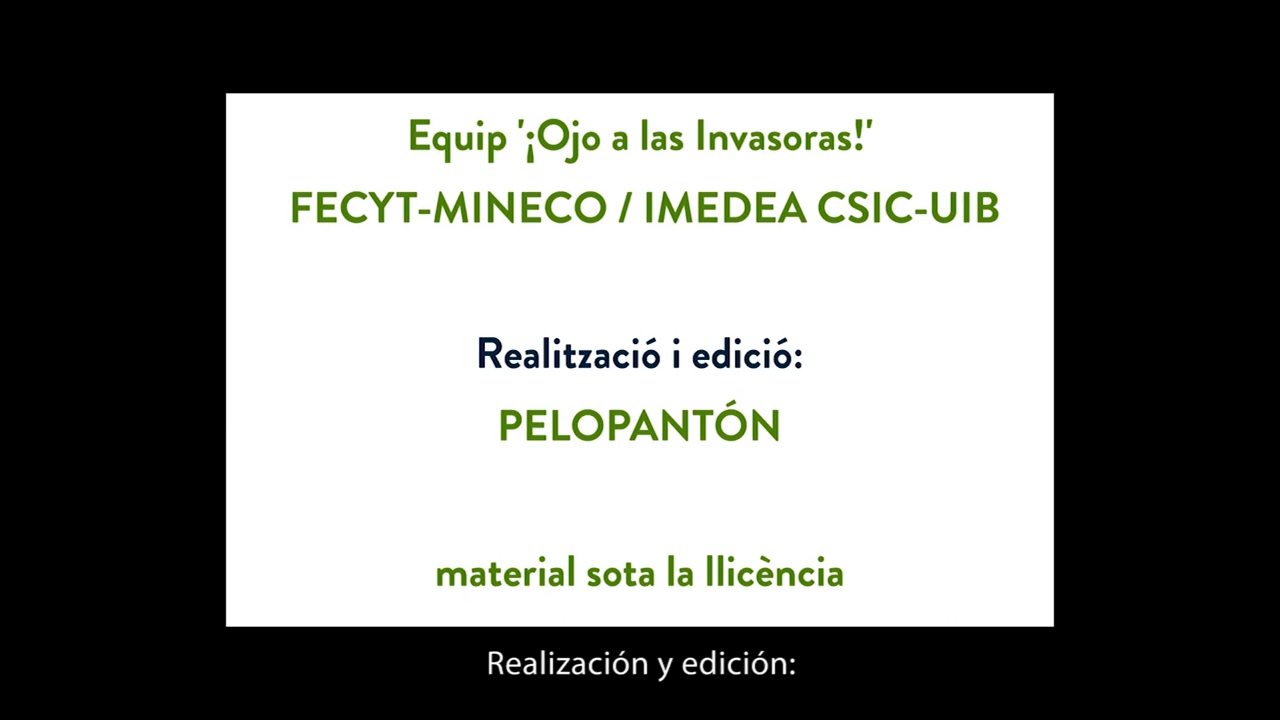 Equip '¡Ojo a las Invasoras!'
FECYT-MINECO / IMEDEA CSIC-UIB
Realització i edició:
PELOPANTÓN
material sota la llicència
Realización y edición: